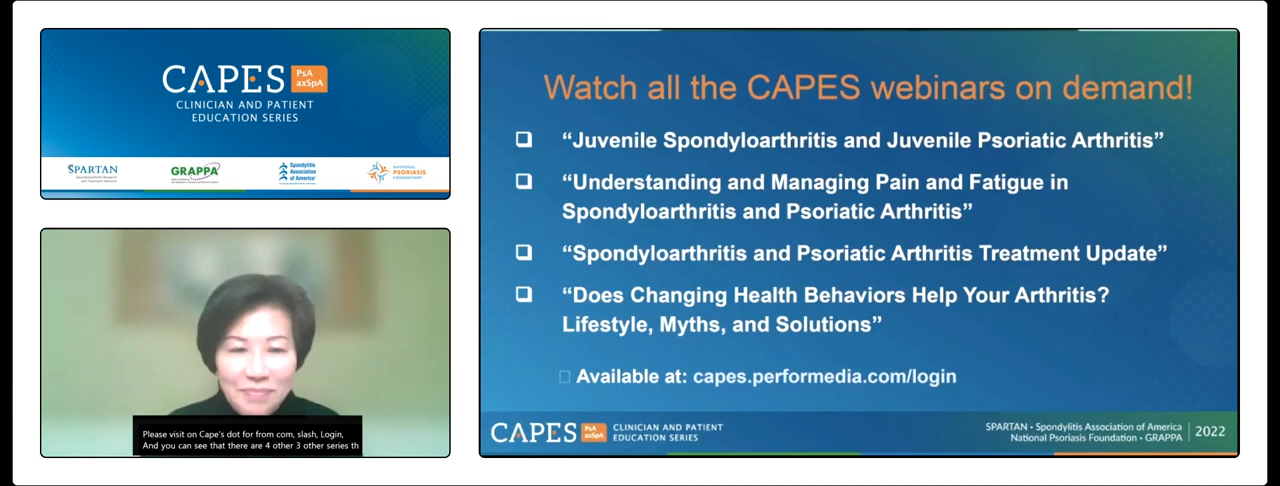 CAPES PsA axSpA
CLINICIAN AND PATIENT
EDUCATION SERIES
SPARTAN
GRAPPA
Spondylitis
Association
of America
NATIONAL
PSORIASIS
FOUNDATION
Please visit on Cape's dot for from com, slash, Login,
And you can see that there are 4 other 3 other series th
Watch all the CAPES webinars on demand!
“Juvenile Spondyloarthritis and Juvenile Psoriatic Arthritis”
“Understanding and Managing Pain and Fatigue in
Spondyloarthritis and Psoriatic Arthritis”
“Spondyloarthritis and Psoriatic Arthritis Treatment Update”
“Does Changing Health Behaviors Help Your Arthritis?
Lifestyle, Myths, and Solutions”
Available at: capes.performedia.com/login
CAPES PsA axSpA
CLINICIAN AND PATIENT
EDUCATION SERIES
SPARTAN • Spondylitis Association of America
National Psoriasis Foundation • GRAPPA
2022